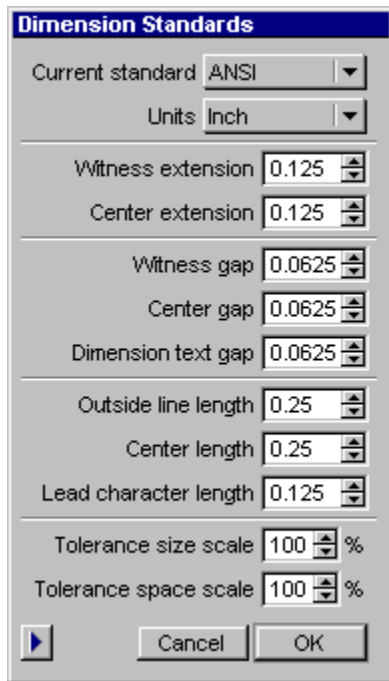 Dimension Standards
Current standard ANSI
Units Inch
Witness extension 0.125
Center extension 0.125
Witness gap 0.0625
Center gap 0.0625
Dimension text gap 0.0625
Outside line length 0.25
Center length 0.25
Lead character length 0.125
Tolerance size scale 100 %
Tolerance space scale 100 %
Cancel OK